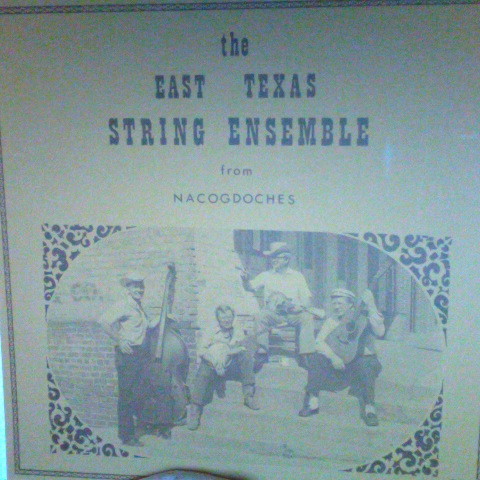 the
EAST TEXAS
STRING ENSEMBLE
from
NACOGDOCHES